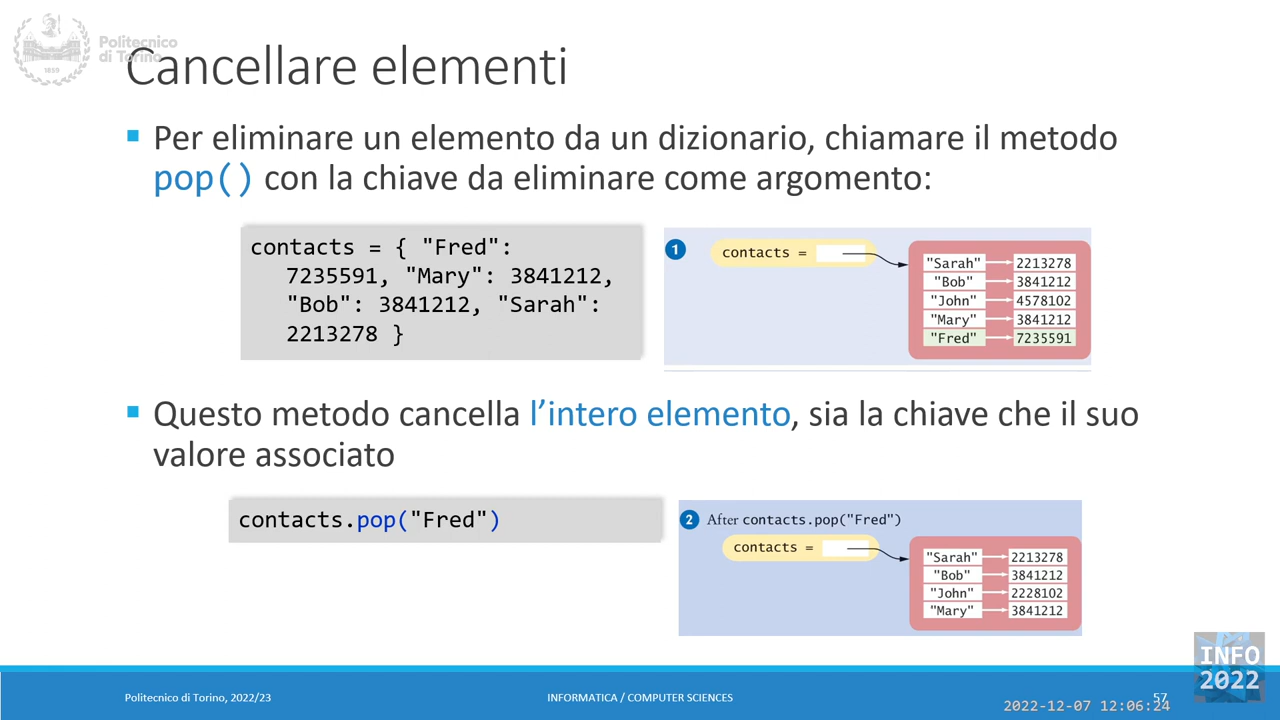 Politecnico
di Torino
1859
Cancellare elementi
▪ Per eliminare un elemento da un dizionario, chiamare il metodo
pop() con la chiave da eliminare come argomento:
contacts = { "Fred":
7235591, "Mary": 3841212,
"Bob": 3841212, "Sarah":
2213278 }
1
contacts =
"Sarah" 2213278
"Bob" 3841212
"John" 4578102
"Mary" 3841212
"Fred" 7235591
▪ Questo metodo cancella l’intero elemento, sia la chiave che il suo
valore associato
contacts.pop("Fred")
2 After contacts.pop("Fred")
contacts =
"Sarah" 2213278
"Bob" 3841212
"John" 2228102
"Mary" 3841212
Politecnico di Torino, 2022/23
INFORMATICA / COMPUTER SCIENCES
57
INFO
2022
2022-12-07 12:06:24